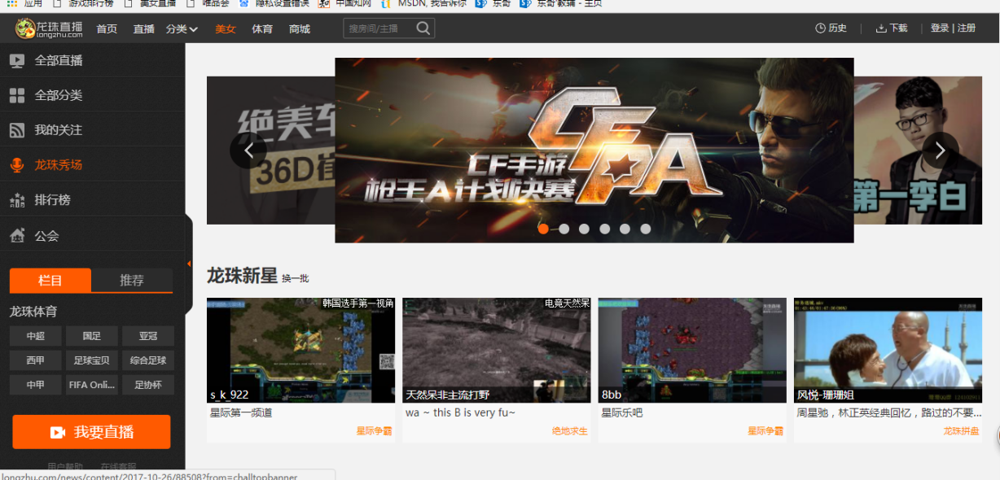 应用 游戏排行榜 美女直播 唯品会 隐私设置错误 中国知网 MSDN, 我告诉你 东哥 东哥 教辅 - 主页
龙珠直播
longzhu.com
首页 直播 分类 美女 体育 商城
搜房间/主播
历史 下载 登录 | 注册
全部直播
全部分类
我的关注
龙珠秀场
排行榜
公会
栏目 推荐
龙珠体育
中超 国足 亚冠
西甲 足球宝贝 综合足球
中甲 FIFA Onli... 足协杯
我要直播
用户帮助 在线客服
longzhu.com/news/content/2017-10-26/88508?from=challtopbanner
绝美车
36D崔
CFPA
CF手游
枪王A计划决赛
第一李白
龙珠新星 换一批
韩国选手第一视角
s_k_922
星际第一频道
星际争霸
电竞天然呆
天然呆非主流打野
wa ~ this B is very fu~
绝地求生
8bb
星际乐吧
星际争霸
风悦-珊珊姐
周星驰，林正英经典回忆，路过的不要...
龙珠拼盘